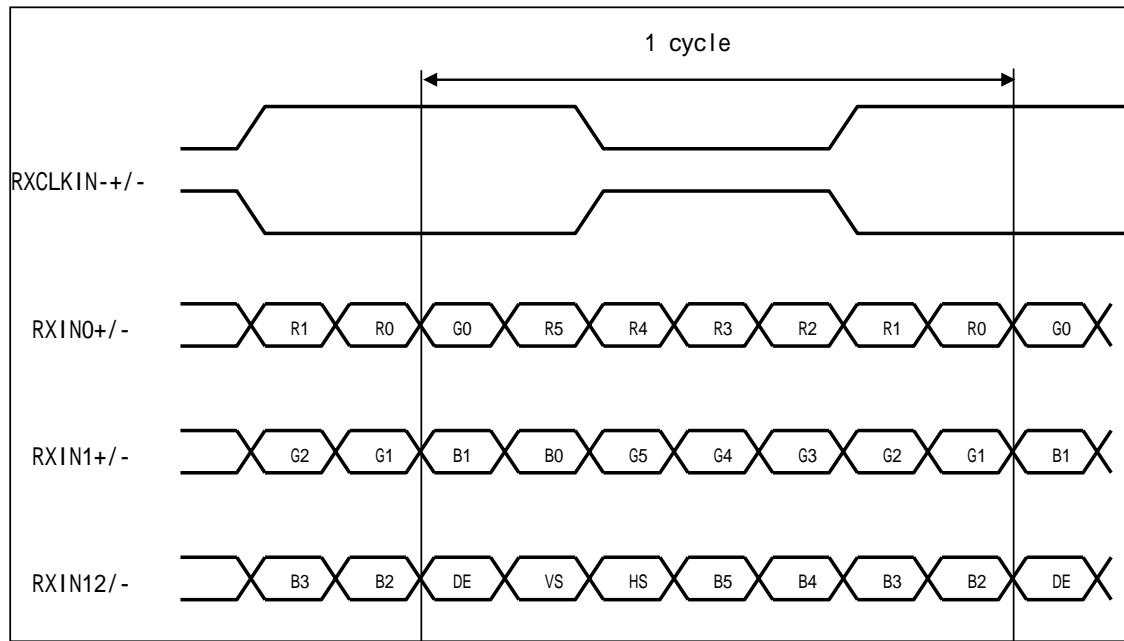 1 cycle
RXCLKIN-+/-
RXIN0+/- R1 R0 G0 R5 R4 R3 R2 R1 R0 G0
RXIN1+/- G2 G1 B1 B0 G5 G4 G3 G2 G1 B1
RXIN12/- B3 B2 DE VS HS B5 B4 B3 B2 DE